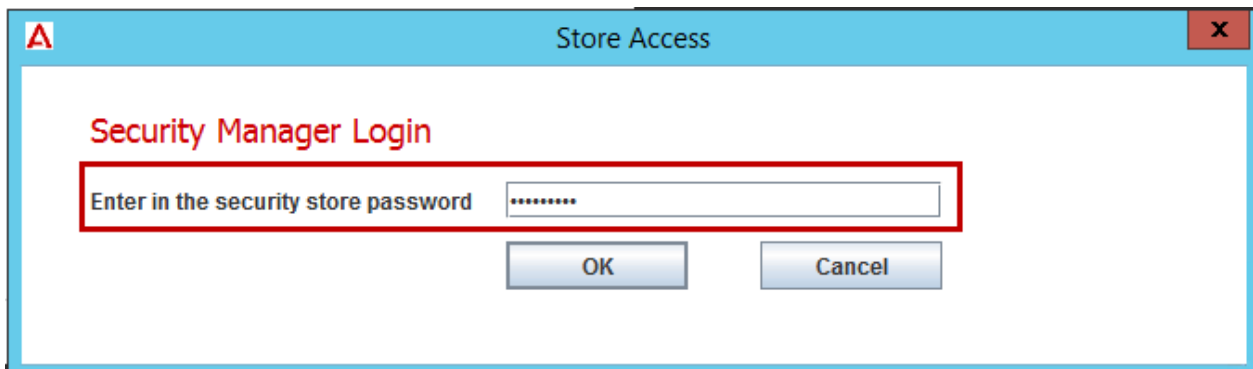 Store Access
x
Security Manager Login
Enter in the security store password •••••••••
OK Cancel